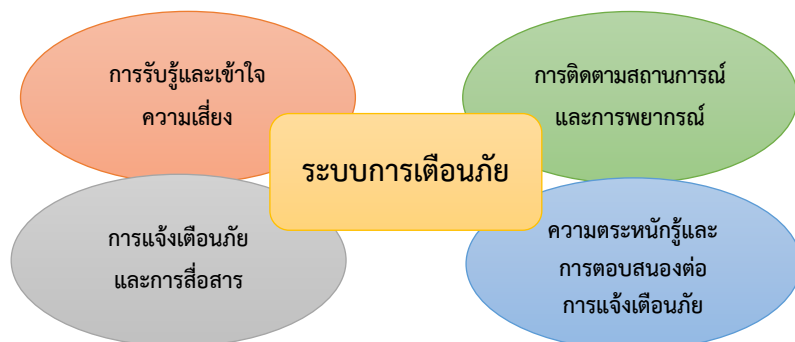 การรับรู้และเข้าใจ
ความเสี่ยง
การติดตามสถานการณ์
และการพยากรณ์
ระบบการเตือนภัย
การแจ้งเตือนภัย
และการสื่อสาร
ความตระหนักรู้และ
การตอบสนองต่อ
การแจ้งเตือนภัย